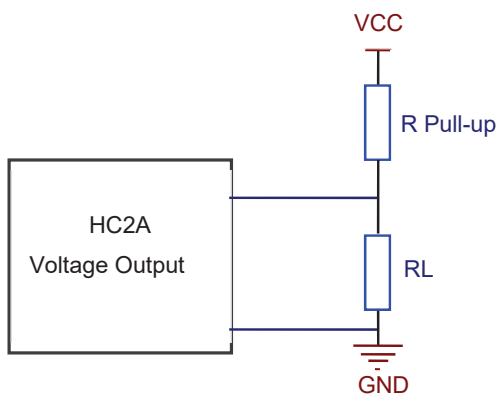 VCC
R Pull-up
HC2A
Voltage Output
RL
GND